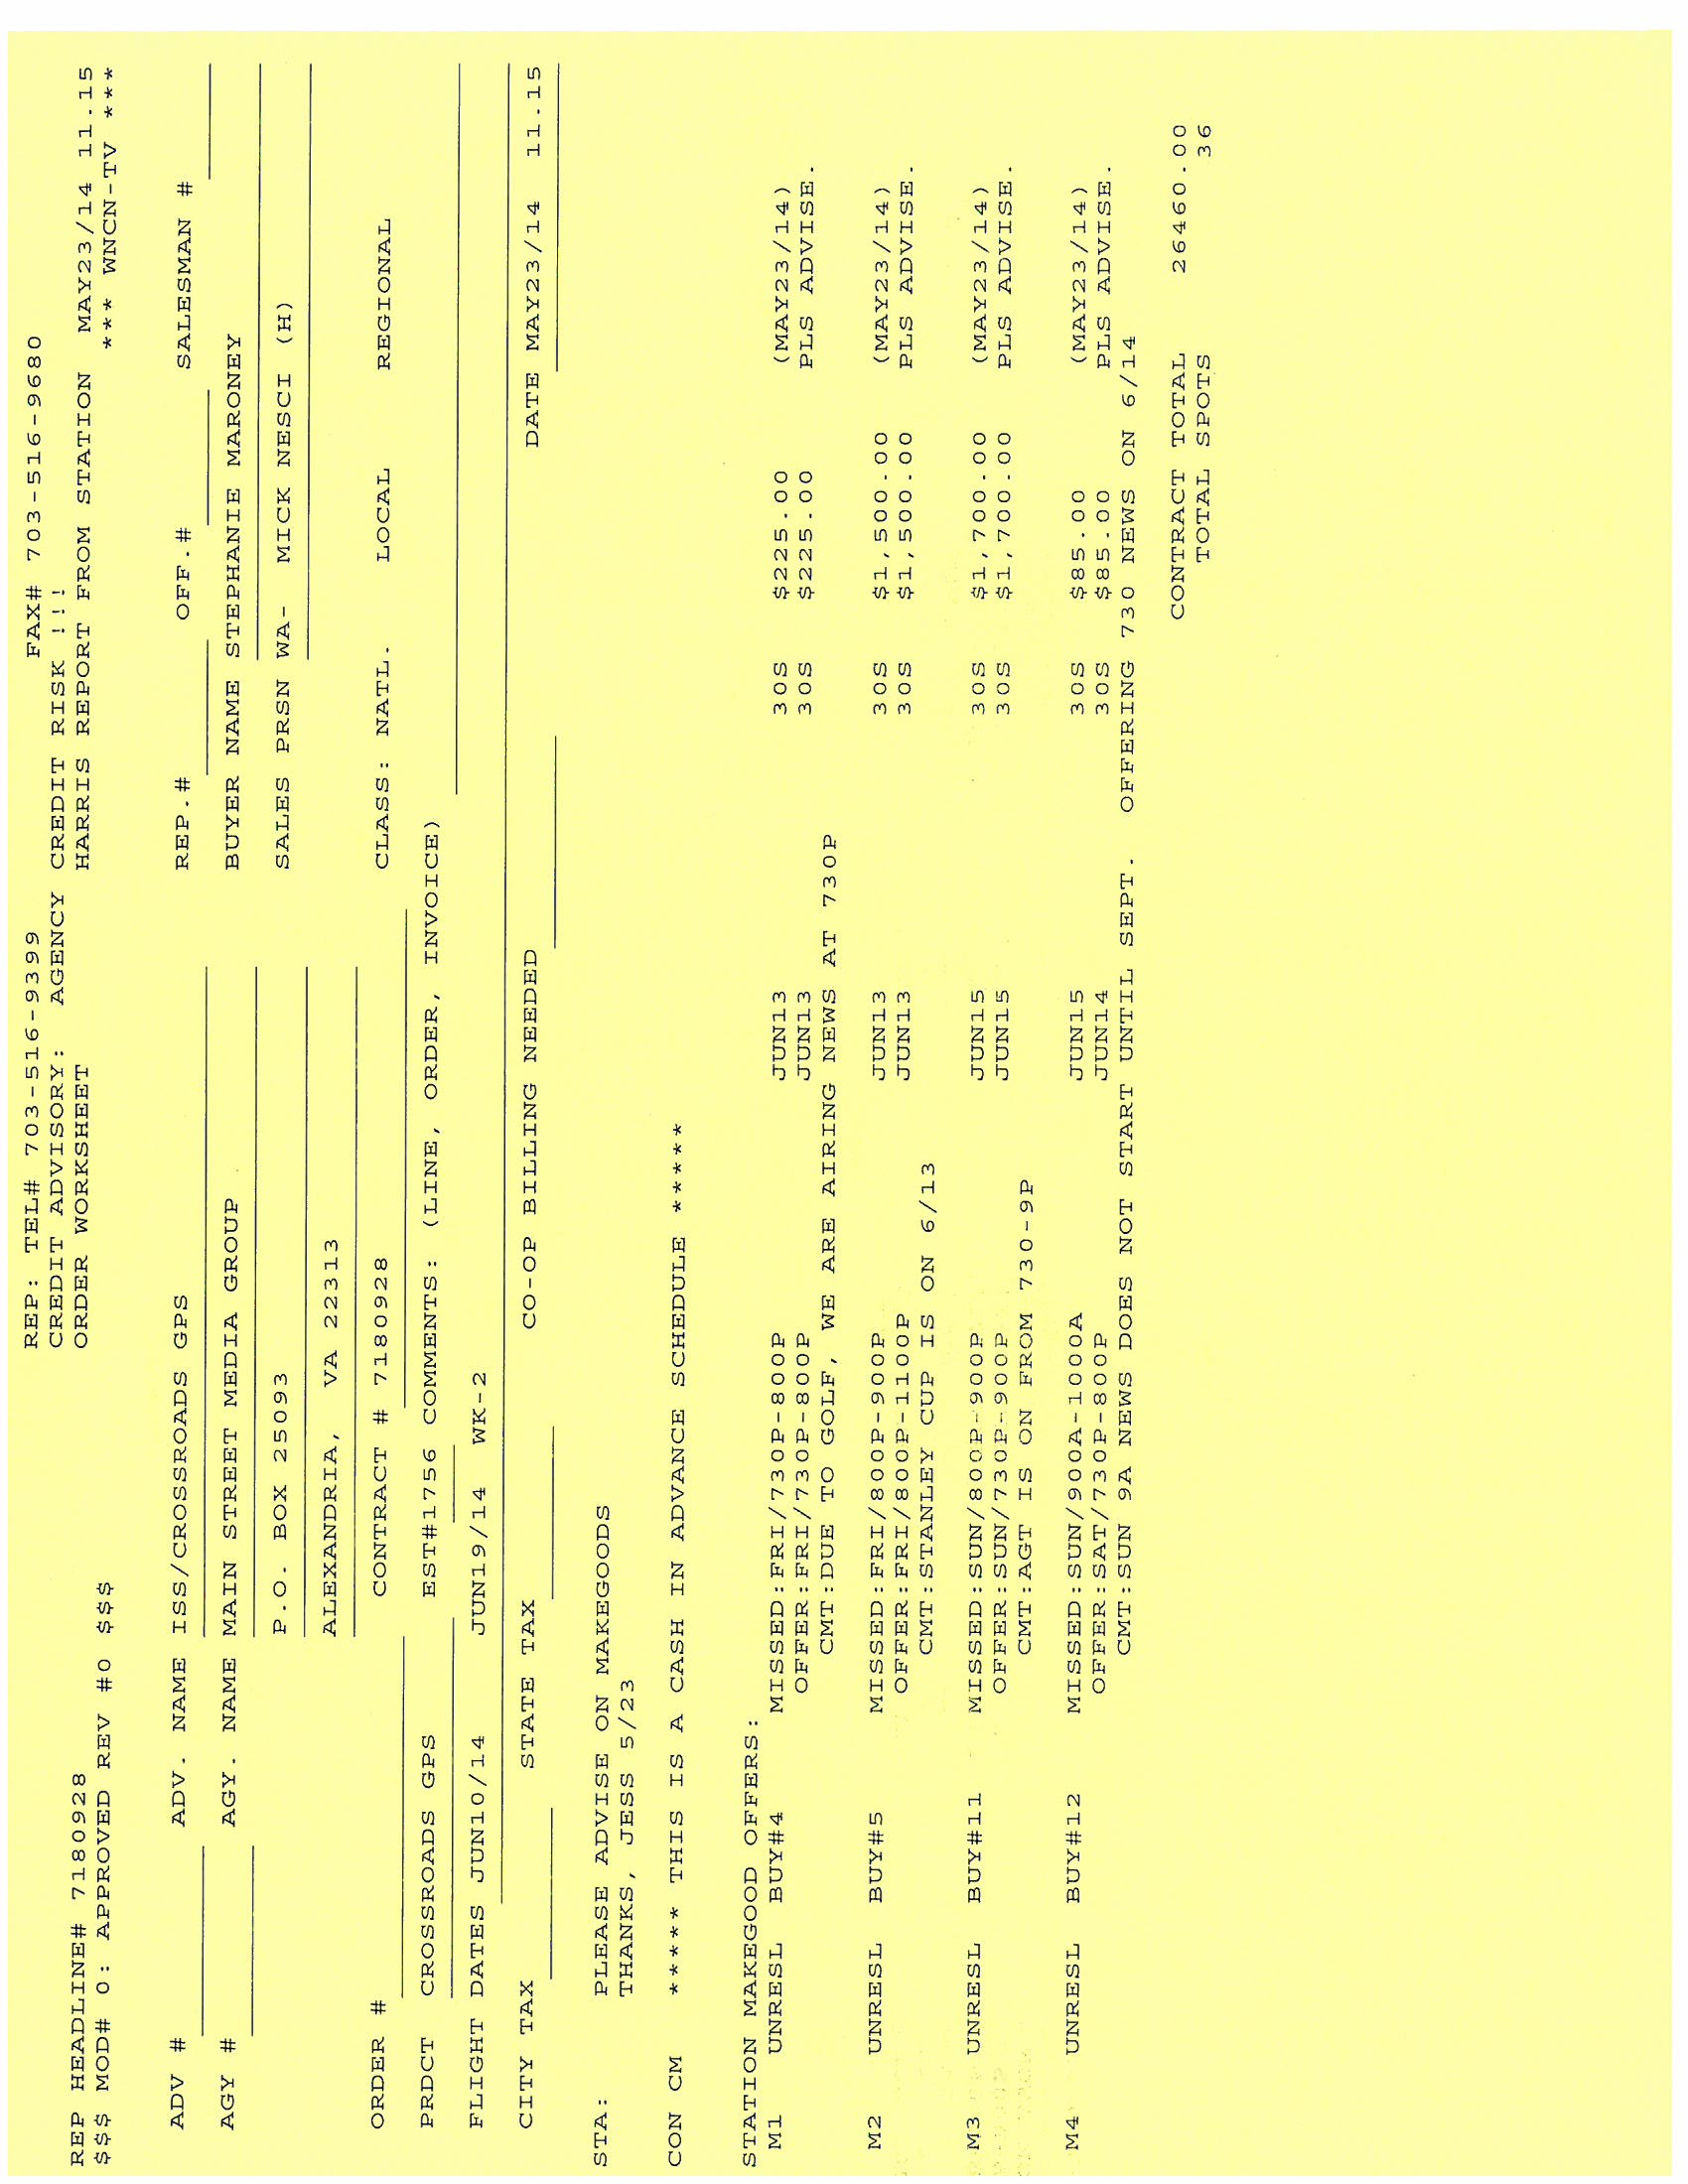 REP: TEL# 703-516-9399 FAX# 703-516-9680
CREDIT ADVISORY: AGENCY CREDIT RISK !!!
REP HEADLINE# 7180928 ORDER WORKSHEET HARRIS REPORT FROM STATION MAY23/14 11.15
$$$ MOD# 0: APPROVED REV #0 $$$ *** WNCN-TV ***
ADV # ADV. NAME ISS/CROSSROADS GPS REP.# OFF.# SALESMAN #
AGY # AGY. NAME MAIN STREET MEDIA GROUP BUYER NAME STEPHANIE MARONEY
P.O. BOX 25093 SALES PRSN WA- MICK NESCI (H)
ALEXANDRIA, VA 22313
ORDER # CONTRACT # 7180928 CLASS: NATL. LOCAL REGIONAL
PRDCT CROSSROADS GPS EST#1756 COMMENTS: (LINE, ORDER, INVOICE)
FLIGHT DATES JUN10/14 JUN19/14 WK-2
CITY TAX STATE TAX CO-OP BILLING NEEDED DATE MAY23/14 11.15
STA: PLEASE ADVISE ON MAKEGOODS
THANKS, JESS 5/23
CON CM ***** THIS IS A CASH IN ADVANCE SCHEDULE *****
STATION MAKEGOOD OFFERS:
M1 UNRESL BUY#4 MISSED:FRI/730P-800P JUN13 30S $225.00 (MAY23/14)
OFFER:FRI/730P-800P JUN13 30S $225.00 PLS ADVISE.
CMT:DUE TO GOLF, WE ARE AIRING NEWS AT 730P
M2 UNRESL BUY#5 MISSED:FRI/800P-900P JUN13 30S $1,500.00 (MAY23/14)
OFFER:FRI/800P-1100P JUN13 30S $1,500.00 PLS ADVISE.
CMT:STANLEY CUP IS ON 6/13
M3 UNRESL BUY#11 MISSED:SUN/800P-900P JUN15 30S $1,700.00 (MAY23/14)
OFFER:SUN/730P-900P JUN15 30S $1,700.00 PLS ADVISE.
CMT:AGT IS ON FROM 730-9P
M4 UNRESL BUY#12 MISSED:SUN/900A-1000A JUN15 30S $85.00 (MAY23/14)
OFFER:SAT/730P-800P JUN14 30S $85.00 PLS ADVISE.
CMT:SUN 9A NEWS DOES NOT START UNTIL SEPT. OFFERING 730 NEWS ON 6/14
CONTRACT TOTAL 26460.00
TOTAL SPOTS 36